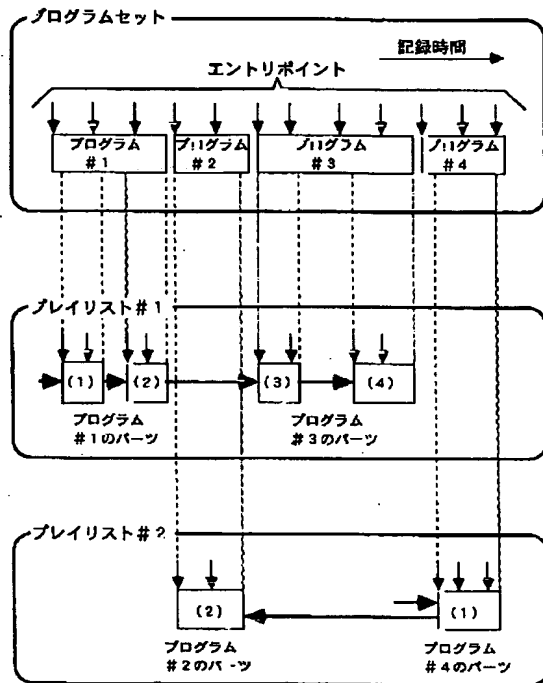 プログラムセット
記録時間
エントリポイント
プログラム
#1
プログラム
#2
プログラム
#3
プログラム
#4
プレイリスト#1
(1)
(2)
(3)
(4)
プログラム
#1のパーツ
プログラム
#3のパーツ
プレイリスト#2
(2)
(1)
プログラム
#2のパーツ
プログラム
#4のパーツ